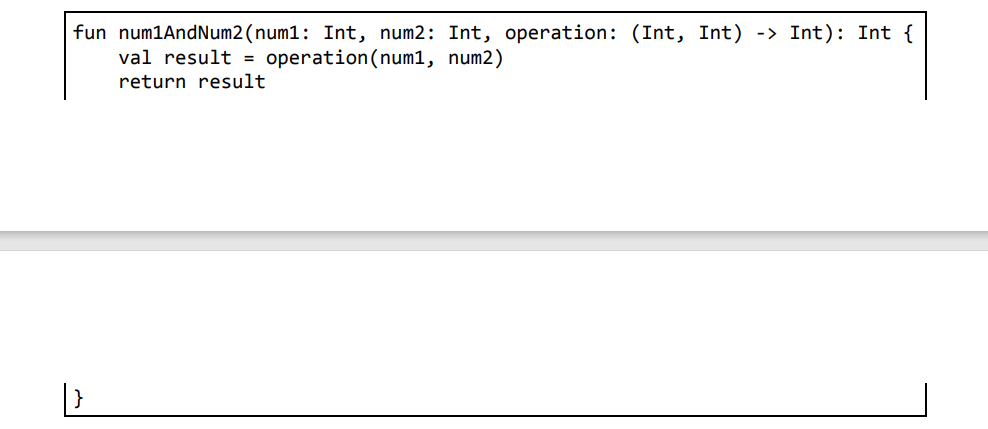 fun num1AndNum2(num1: Int, num2: Int, operation: (Int, Int) -> Int): Int {
    val result = operation(num1, num2)
    return result
}